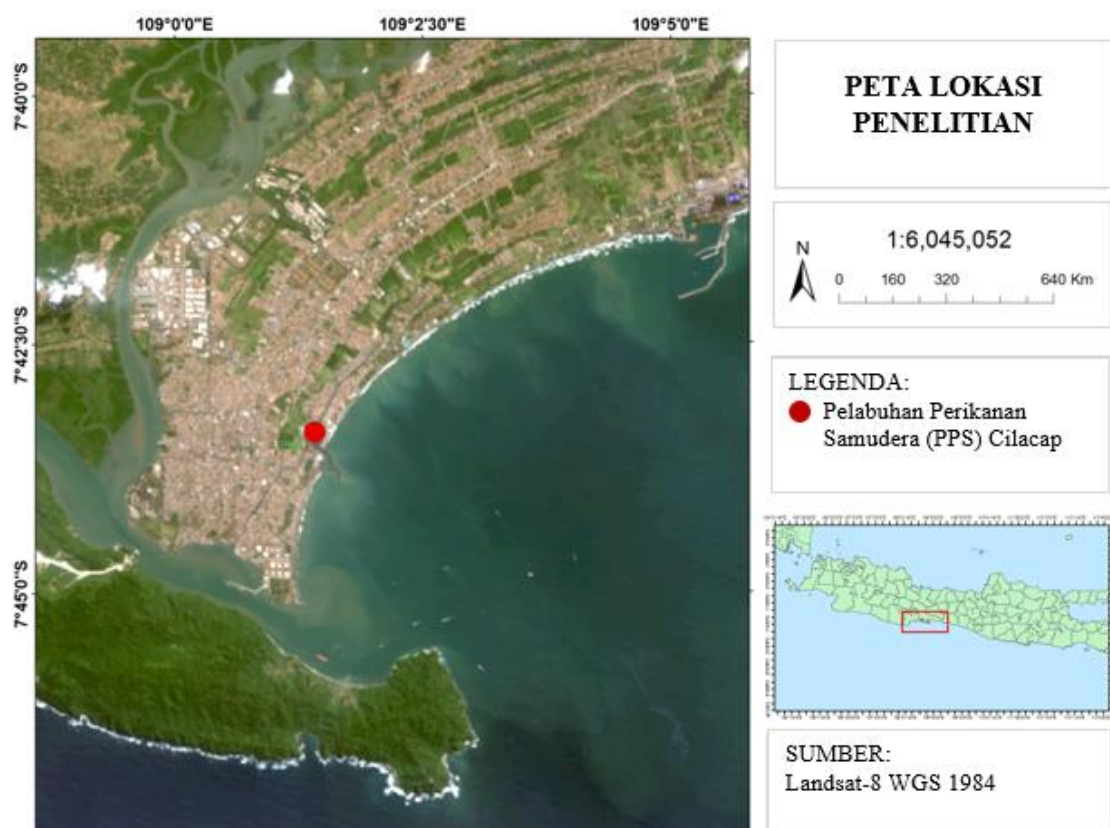 109°0'0"E 109°2'30"E 109°5'0"E
7°40'0"S
7°42'30"S
7°45'0"S
PETA LOKASI
PENELITIAN
N
1:6,045,052
0 160 320 640 Km
LEGENDA:
Pelabuhan Perikanan
Samudera (PPS) Cilacap
SUMBER:
Landsat-8 WGS 1984